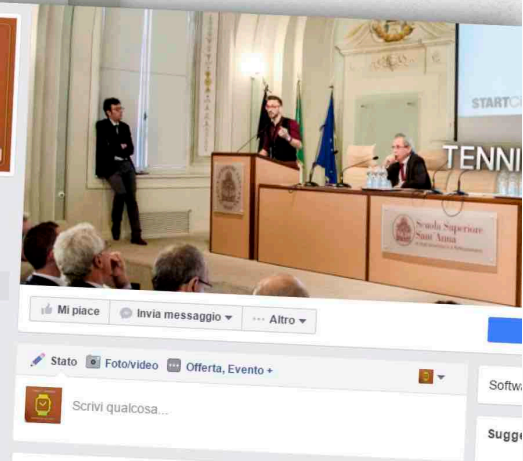 STARTC
TENNI
Scuola Superiore
Sant'Anna
Mi piace
Invia messaggio
Altro
Stato
Foto/video
Offerta, Evento +
Scrivi qualcosa...
Softwa
Sugge